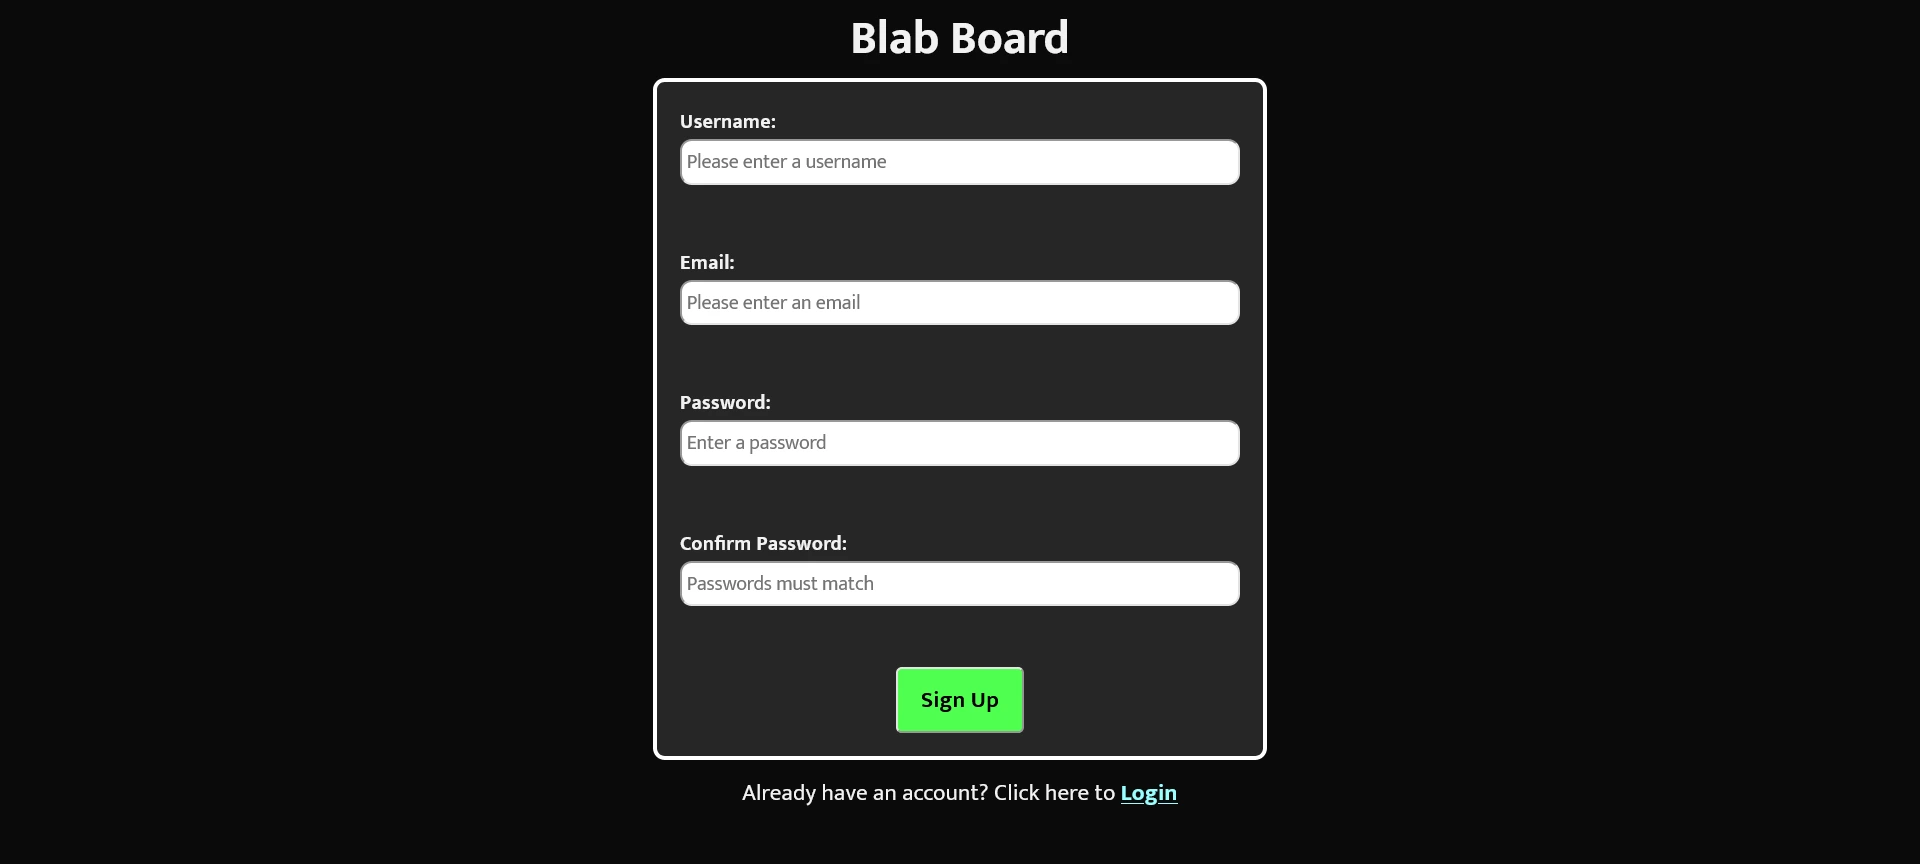 Blab Board
Username:
Please enter a username
Email:
Please enter an email
Password:
Enter a password
Confirm Password:
Passwords must match
Sign Up
Already have an account? Click here to Login